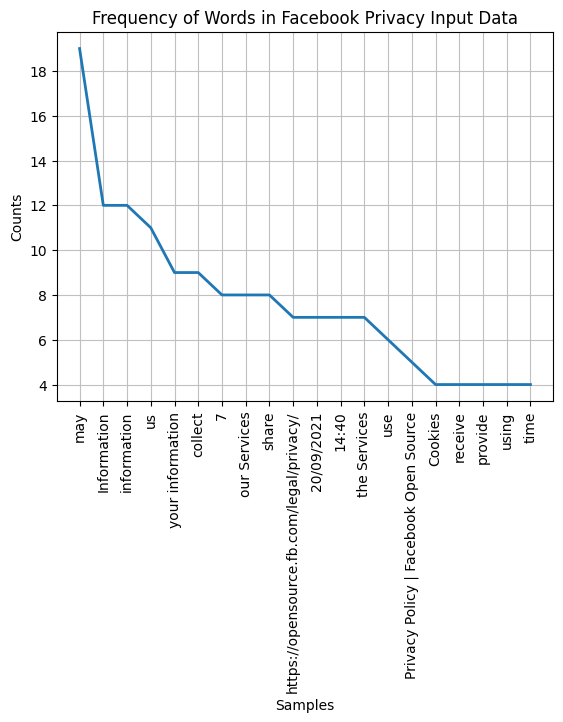 Frequency of Words in Facebook Privacy Input Data
Counts
18
16
14
12
10
8
6
4
may
Information
information
us
your information
collect
7
our Services
share
https://opensource.fb.com/legal/privacy/
20/09/2021
14:40
the Services
use
Privacy Policy | Facebook Open Source
Cookies
receive
provide
using
time
Samples